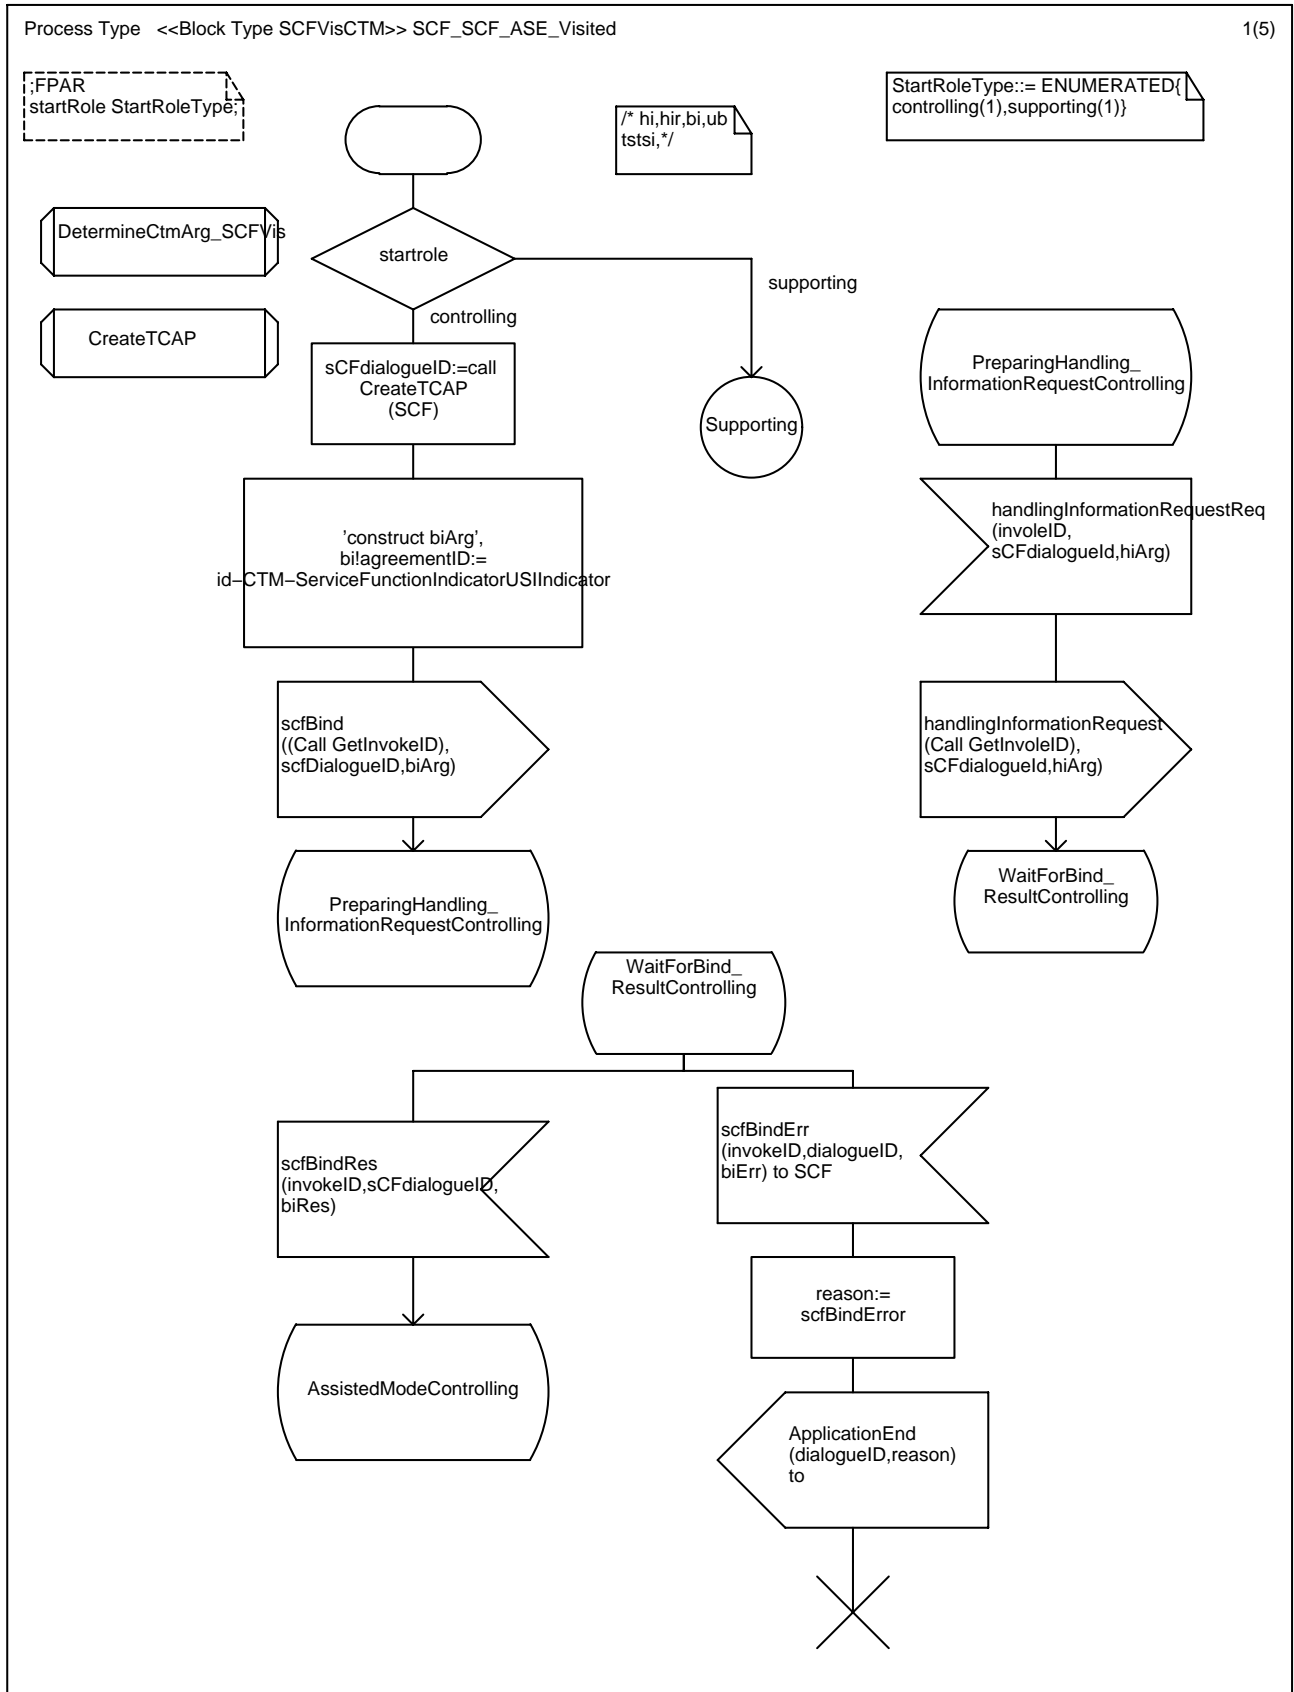 Process Type   <<Block Type SCFVisCTM>> SCF_SCF_ASE_Visited
1(5)
;FPAR
startRole StartRoleType;
/* hi,hir,bi,ub
tstsi,*/
StartRoleType::= ENUMERATED{
controlling(1),supporting(1)}
DetermineCtmArg_SCFVis
CreateTCAP
startrole
supporting
controlling
sCFdialogueID:=call
CreateTCAP
(SCF)
Supporting
'construct biArg',
bi!agreementID:=
id−CTM−ServiceFunctionIndicatorUSIIndicator
scfBind
((Call GetInvokeID),
scfDialogueID,biArg)
PreparingHandling_
InformationRequestControlling
PreparingHandling_
InformationRequestControlling
handlingInformationRequestReq
(involeID,
sCFdialogueId,hiArg)
handlingInformationRequest
(Call GetInvoleID),
sCFdialogueId,hiArg)
WaitForBind_
ResultControlling
WaitForBind_
ResultControlling
scfBindRes
(invokeID,sCFdialogueID,
biRes)
AssistedModeControlling
scfBindErr
(invokeID,dialogueID,
biErr) to SCF
reason:=
scfBindError
ApplicationEnd
(dialogueID,reason)
to